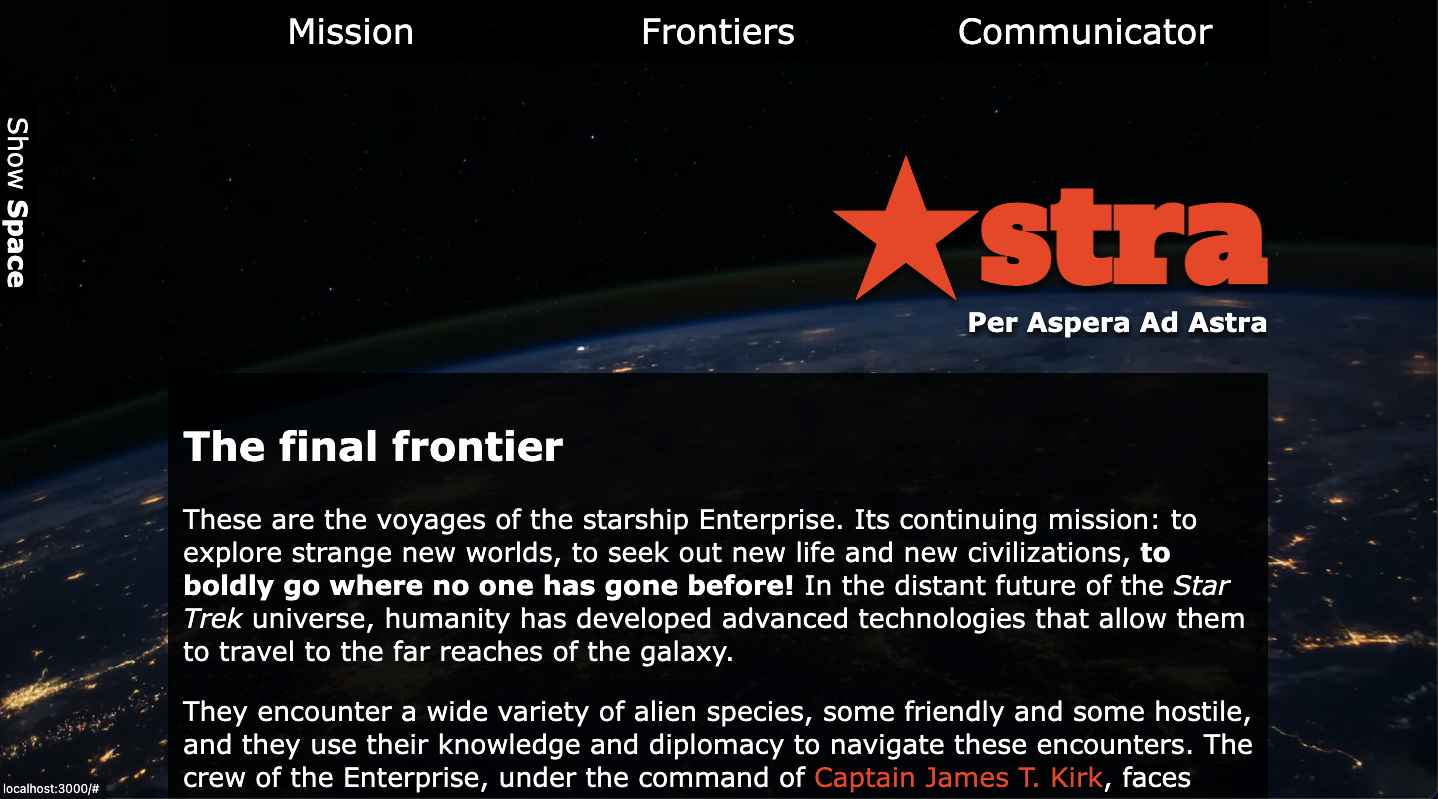 Mission Frontiers Communicator
Show Space
stra
Per Aspera Ad Astra
The final frontier
These are the voyages of the starship Enterprise. Its continuing mission: to
explore strange new worlds, to seek out new life and new civilizations, to
boldly go where no one has gone before! In the distant future of the Star
Trek universe, humanity has developed advanced technologies that allow them
to travel to the far reaches of the galaxy.
They encounter a wide variety of alien species, some friendly and some hostile,
and they use their knowledge and diplomacy to navigate these encounters. The
crew of the Enterprise, under the command of Captain James T. Kirk, faces
localhost:3000/#